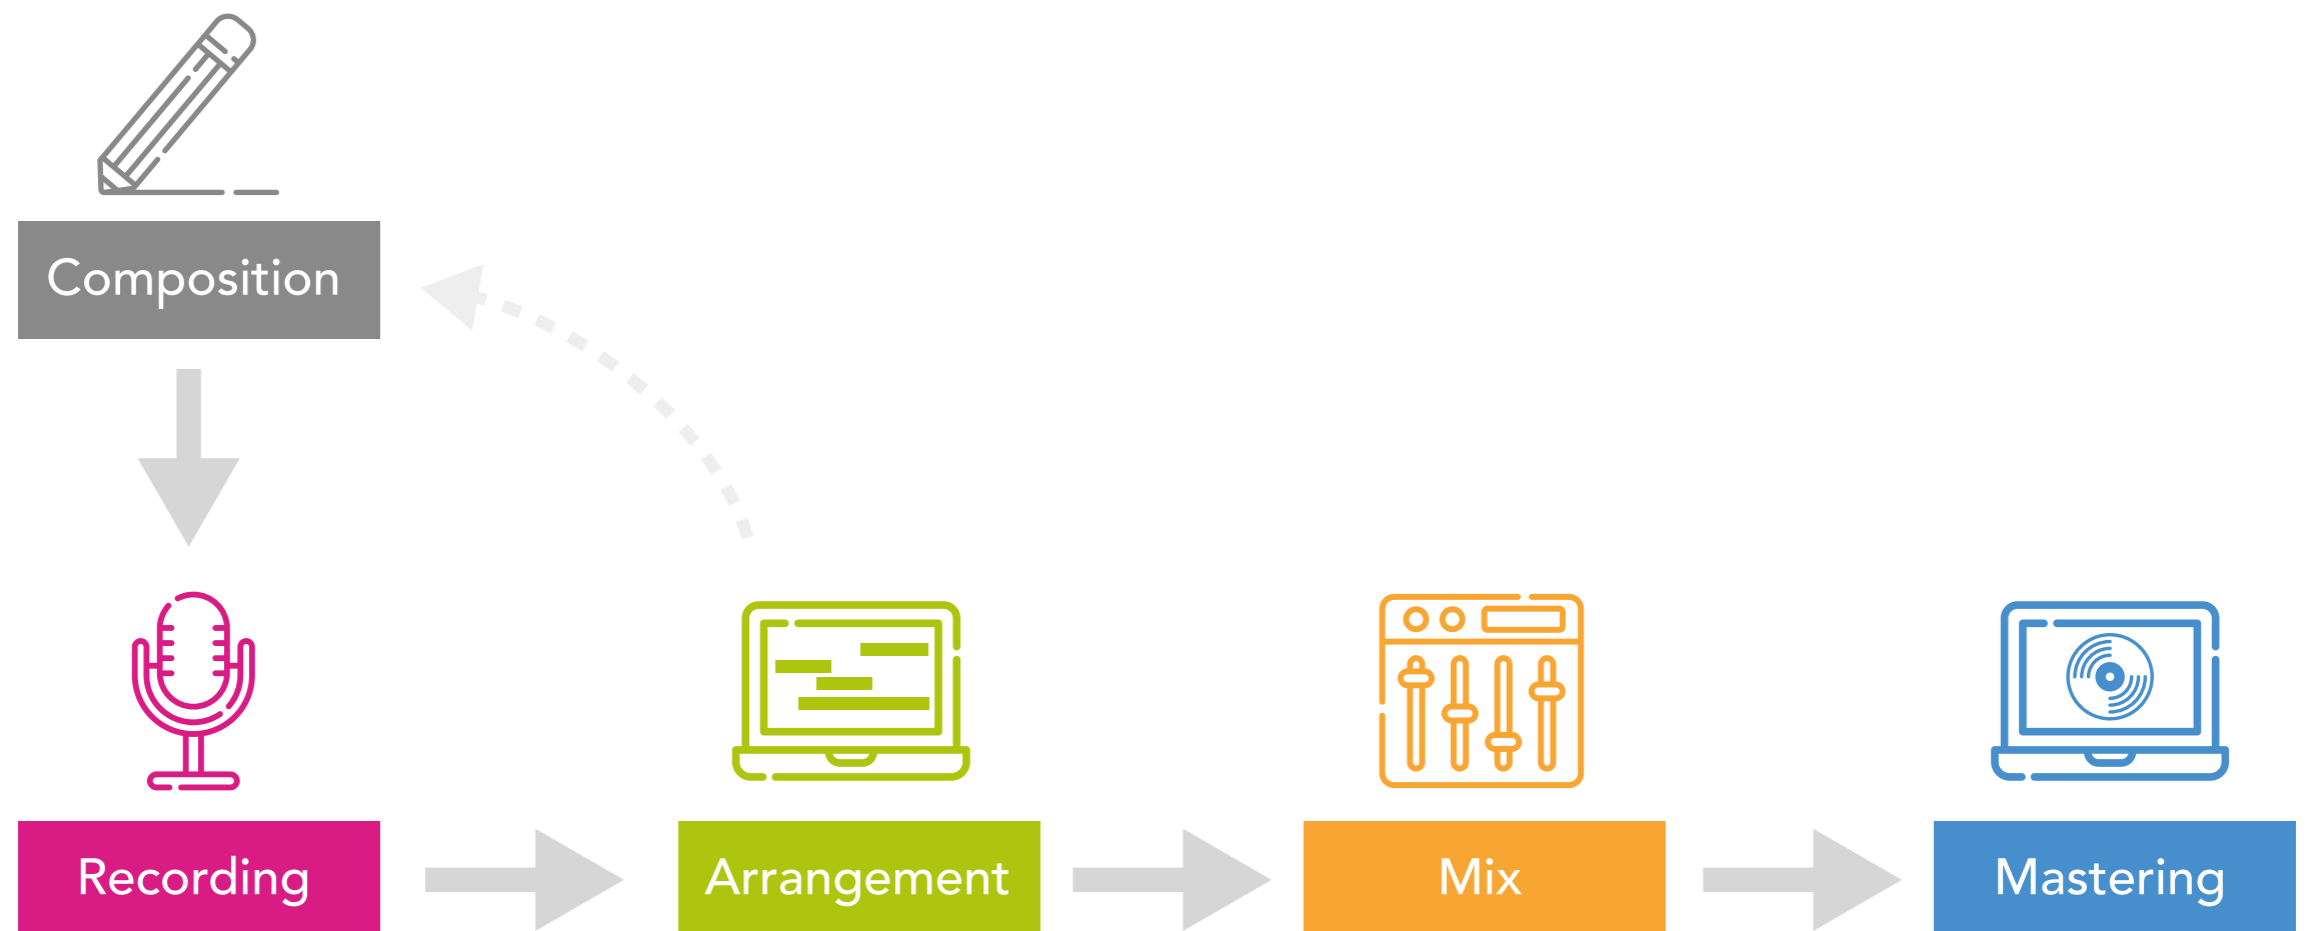 Composition
Recording
Arrangement
Mix
Mastering